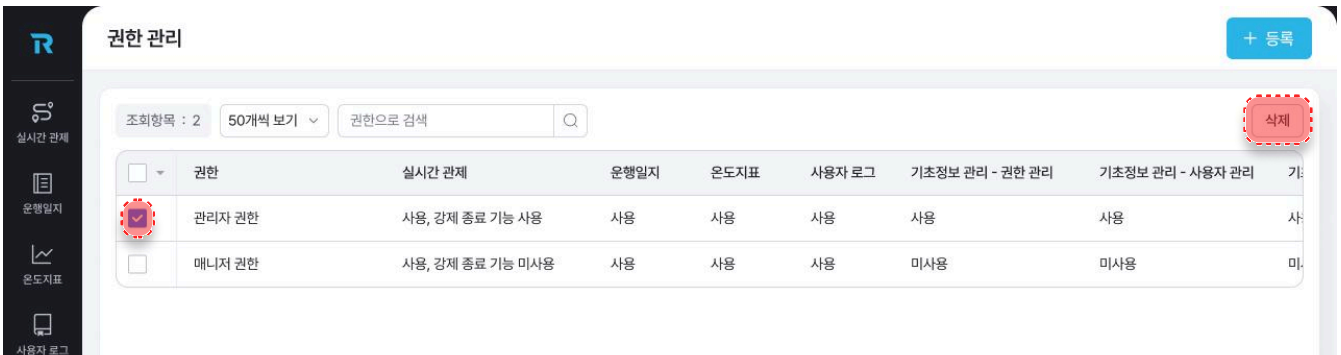 권한 관리
+ 등록
실시간 관제
운행일지
온도지표
사용자 로그
조회항목 : 2
50개씩 보기
권한으로 검색
삭제
권한 실시간 관제 운행일지 온도지표 사용자 로그 기초정보 관리 - 권한 관리 기초정보 관리 - 사용자 관리
관리자 권한 사용, 강제 종료 기능 사용 사용 사용 사용 사용 사용
매니저 권한 사용, 강제 종료 기능 미사용 사용 사용 사용 미사용 미사용